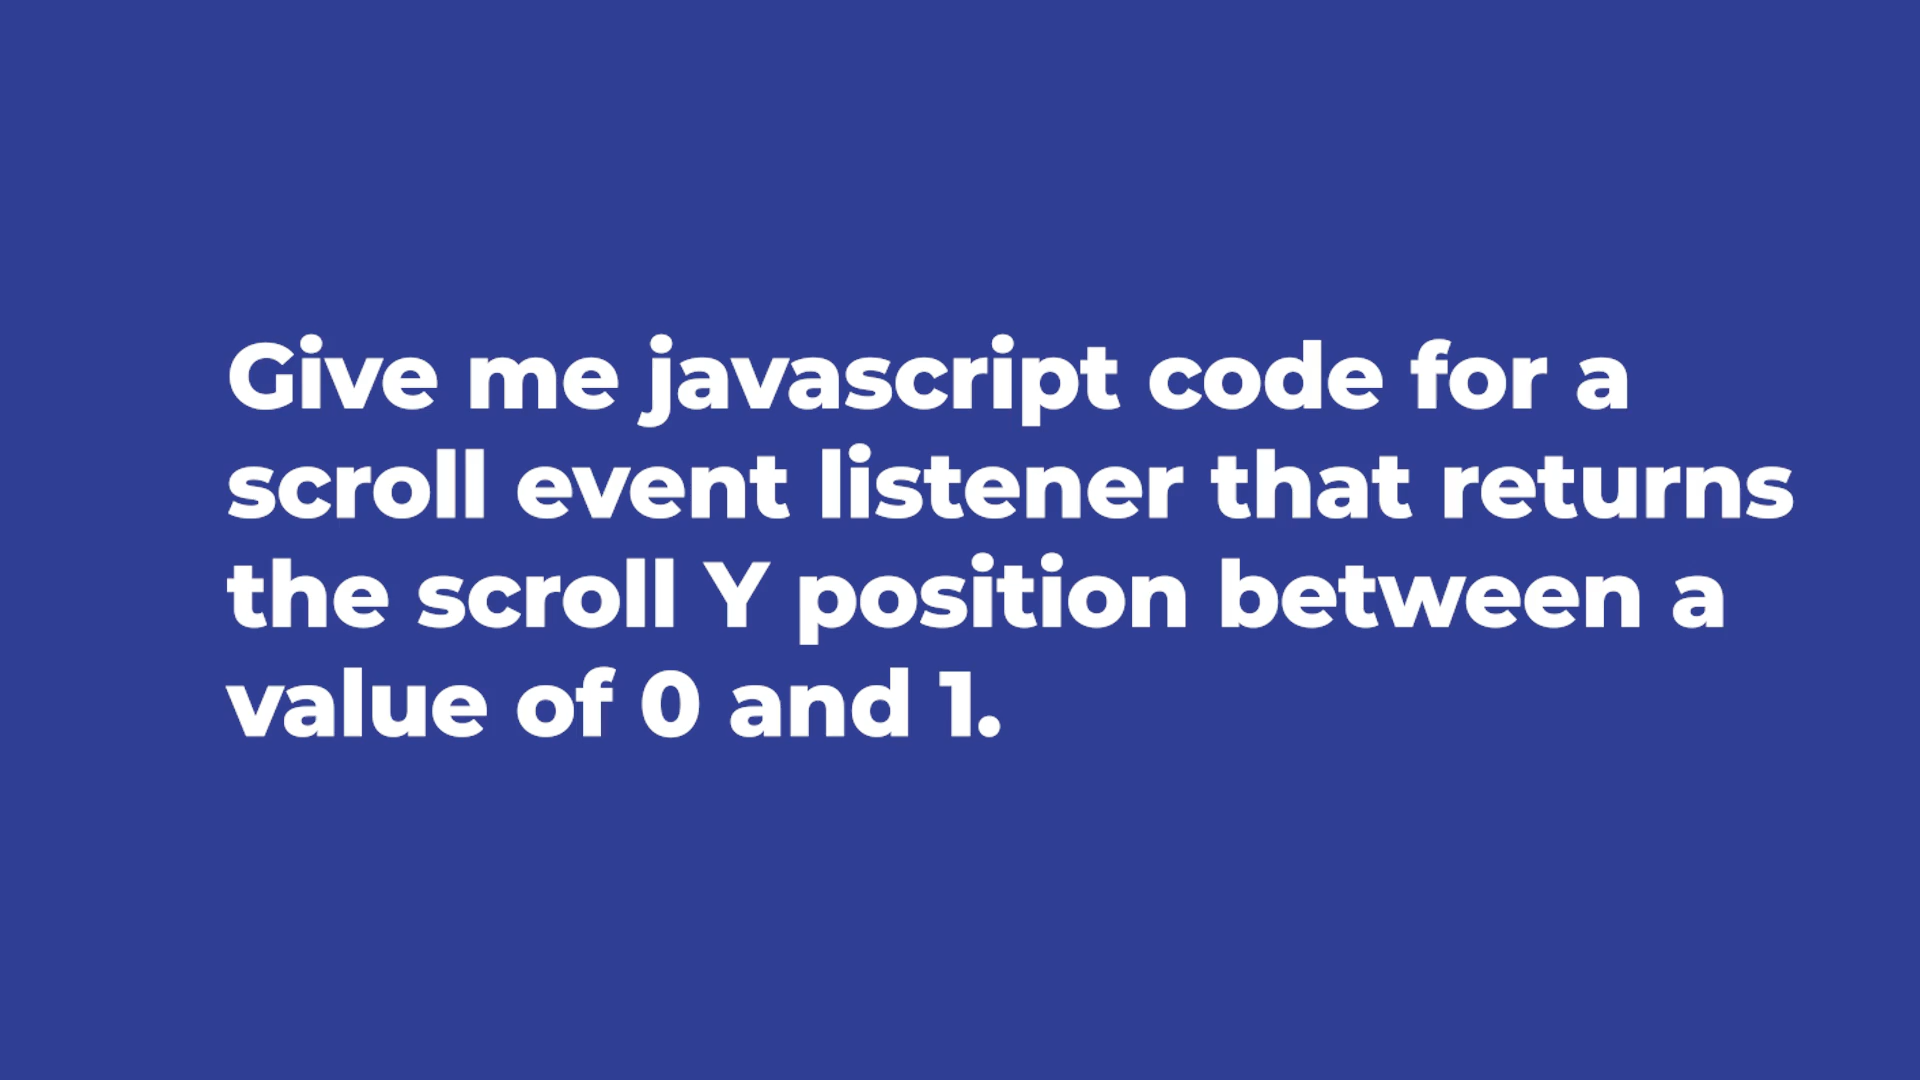 Give me javascript code for a
scroll event listener that returns
the scroll Y position between a
value of 0 and 1.